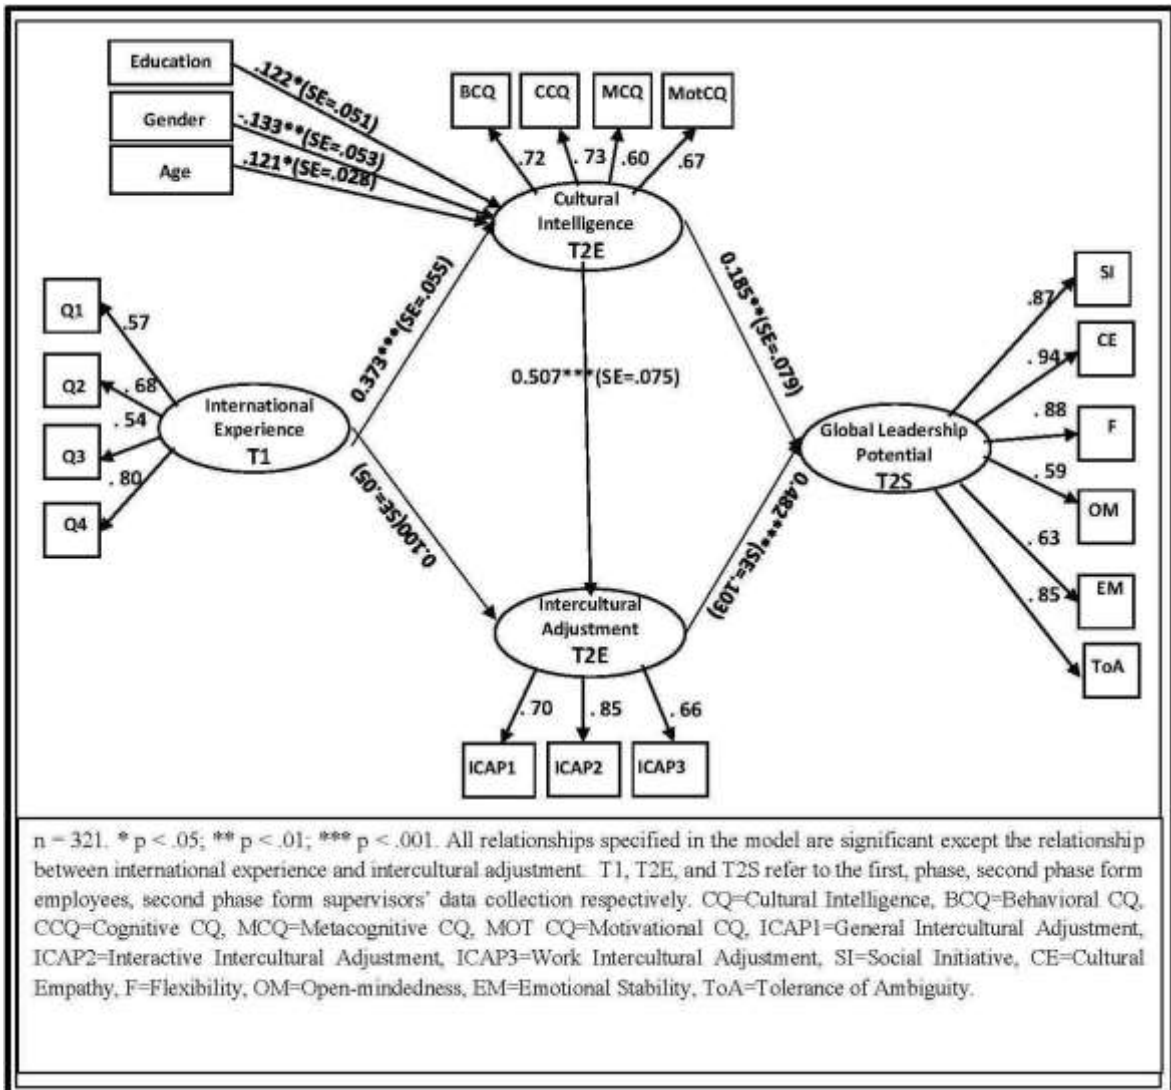 Education
.122*(SE=.051)
Gender
-.133**(SE=.053)
Age
.121*(SE=.028)
BCQ CCQ MCQ MotCQ
.72 . 73 .60 .67
Cultural
Intelligence
T2E
0.373***(SE=.055)
0.185**(SE=.079)
0.507***(SE=.075)
Q1
.57
Q2
. 68
Q3
. 54
Q4
. 80
International
Experience
T1
0.100(SE=.05)
0.482***(SE=.103)
Global Leadership
Potential
T2S
SI
.87
CE
.94
F
.88
OM
. 59
EM
. 63
ToA
. 85
Intercultural
Adjustment
T2E
. 70 . 85 . 66
ICAP1 ICAP2 ICAP3
n = 321. * p < .05; ** p < .01; *** p < .001. All relationships specified in the model are significant except the relationship
between international experience and intercultural adjustment. T1, T2E, and T2S refer to the first, phase, second phase form
employees, second phase form supervisors' data collection respectively. CQ=Cultural Intelligence, BCQ=Behavioral CQ,
CCQ=Cognitive CQ, MCQ=Metacognitive CQ, MOT CQ=Motivational CQ, ICAP1=General Intercultural Adjustment,
ICAP2=Interactive Intercultural Adjustment, ICAP3=Work Intercultural Adjustment, SI=Social Initiative, CE=Cultural
Empathy, F=Flexibility, OM=Open-mindedness, EM=Emotional Stability, ToA=Tolerance of Ambiguity.